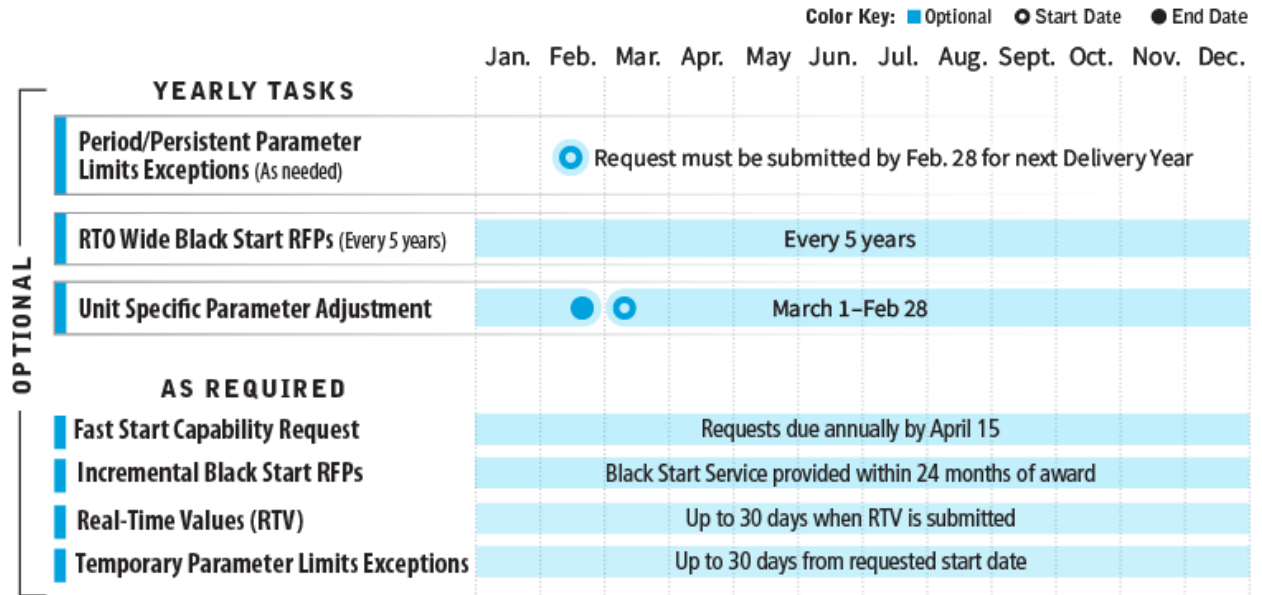 Color Key: Optional Start Date End Date
Jan. Feb. Mar. Apr. May Jun. Jul. Aug. Sept. Oct. Nov. Dec.
OPTIONAL
YEARLY TASKS
Period/Persistent Parameter
Limits Exceptions (As needed)
Request must be submitted by Feb. 28 for next Delivery Year
RTO Wide Black Start RFPs (Every 5 years)
Every 5 years
Unit Specific Parameter Adjustment
March 1–Feb 28
AS REQUIRED
Fast Start Capability Request
Requests due annually by April 15
Incremental Black Start RFPs
Black Start Service provided within 24 months of award
Real-Time Values (RTV)
Up to 30 days when RTV is submitted
Temporary Parameter Limits Exceptions
Up to 30 days from requested start date